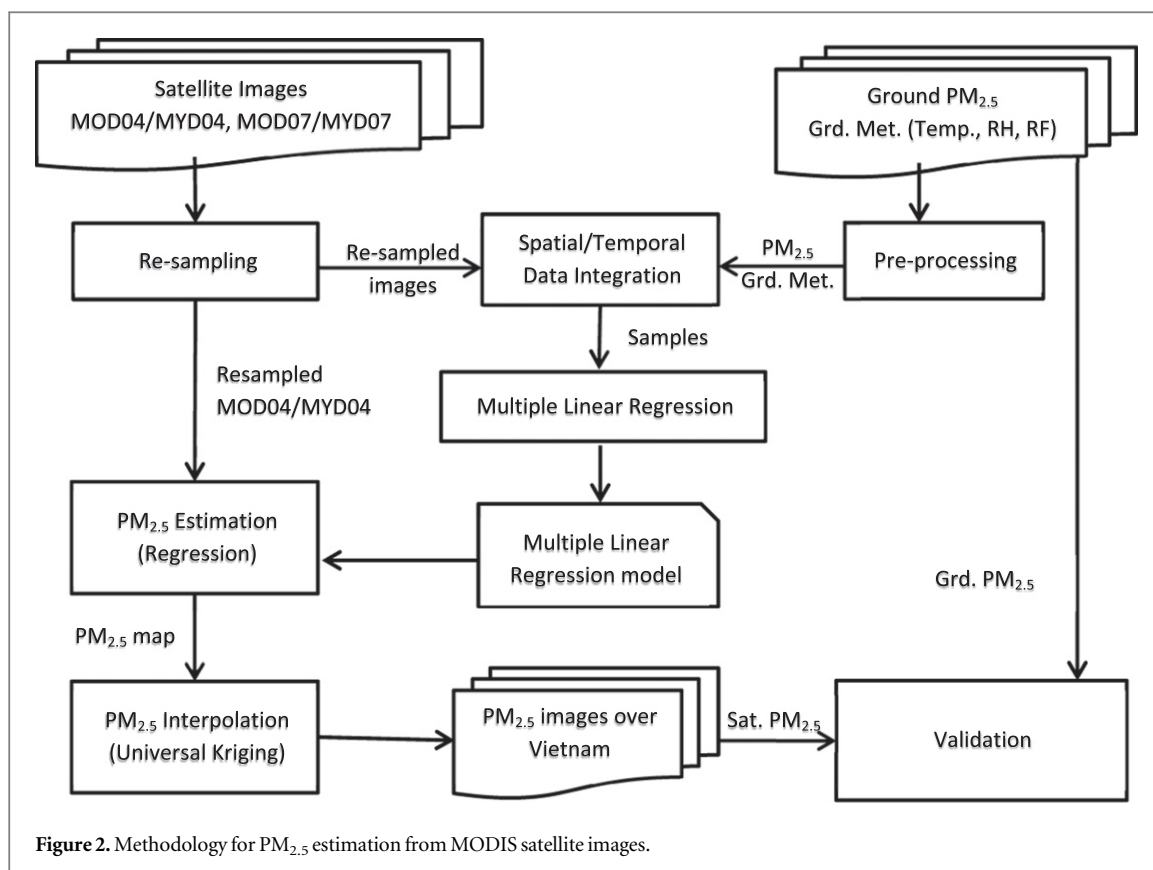 Satellite Images
MOD04/MYD04, MOD07/MYD07
Ground PM2.5
Grd. Met. (Temp., RH, RF)
Re-sampling
Re-sampled
images
Spatial/Temporal
Data Integration
PM2.5
Grd. Met.
Pre-processing
Samples
Resampled
MOD04/MYD04
Multiple Linear Regression
PM2.5 Estimation
(Regression)
Multiple Linear
Regression model
Grd. PM2.5
PM2.5 map
PM2.5 Interpolation
(Universal Kriging)
PM2.5 images over
Vietnam
Sat. PM2.5
Validation
Figure 2. Methodology for PM2.5 estimation from MODIS satellite images.